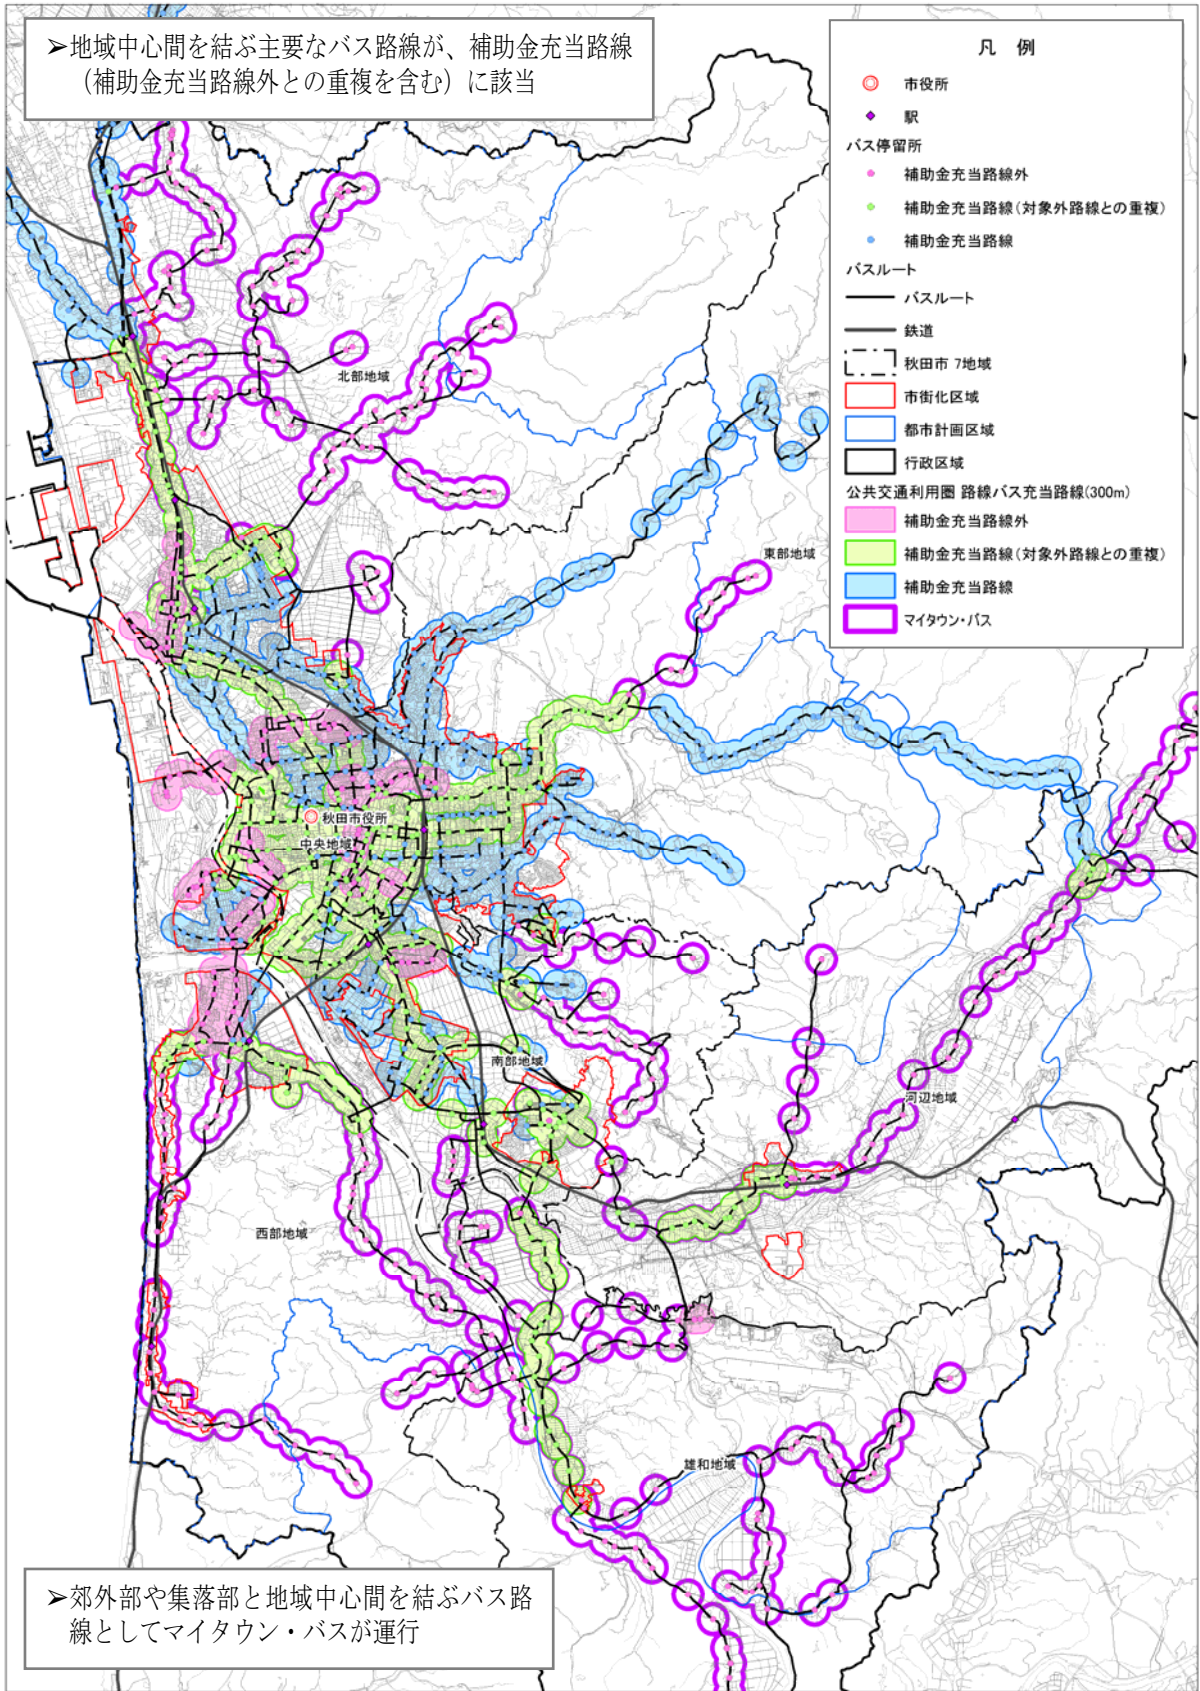 ➢地域中心間を結ぶ主要なバス路線が、補助金充当路線
（補助金充当路線外との重複を含む）に該当
凡 例
市役所
駅
バス停留所
補助金充当路線外
補助金充当路線(対象外路線との重複)
補助金充当路線
バスルート
バスルート
鉄道
秋田市 7地域
市街化区域
都市計画区域
行政区域
公共交通利用圏 路線バス充当路線(300m)
補助金充当路線外
補助金充当路線(対象外路線との重複)
補助金充当路線
マイタウン・バス
北部地域
東部地域
秋田市役所
中央地域
南部地域
河辺地域
西部地域
雄和地域
➢郊外部や集落部と地域中心間を結ぶバス路
線としてマイタウン・バスが運行